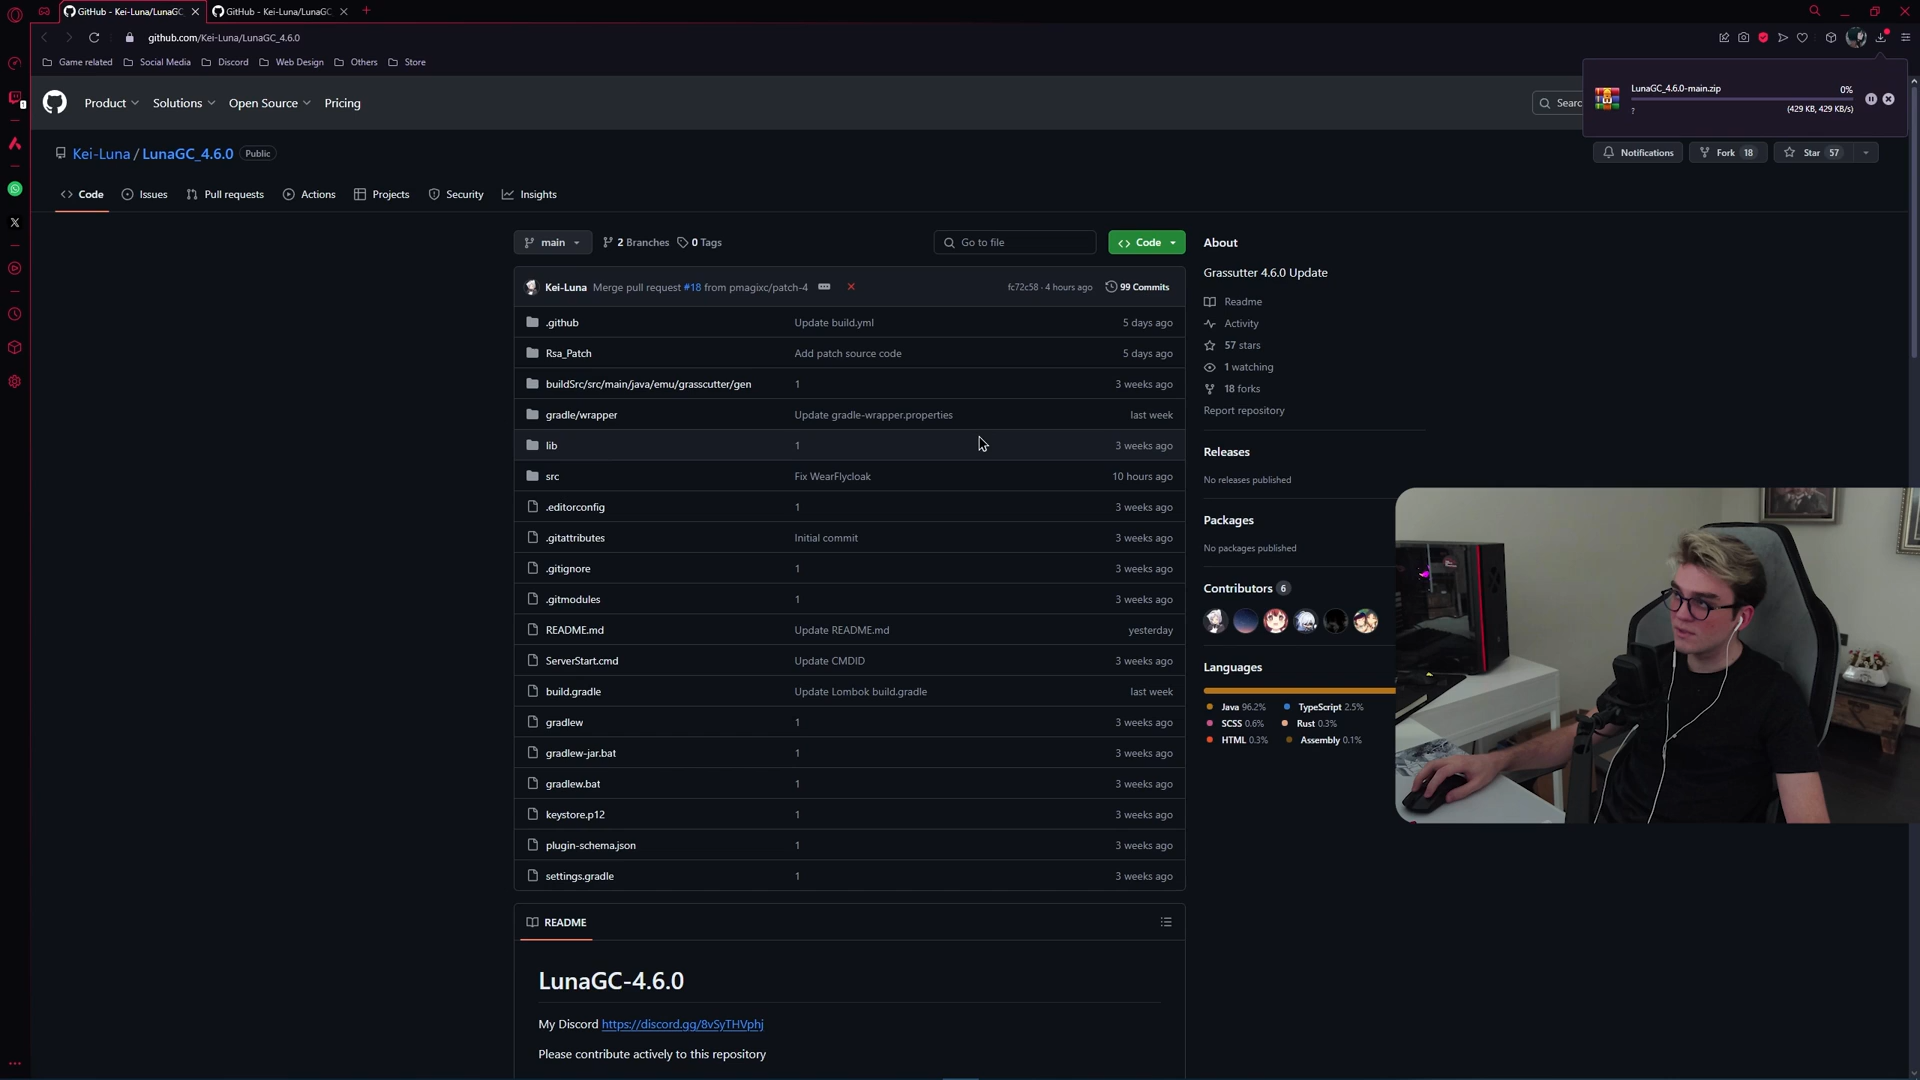 GitHub - Kei-Luna/LunaGC
GitHub - Kei-Luna/LunaGC
github.com/Kei-Luna/LunaGC_4.6.0
Game related
Social Media
Discord
Web Design
Others
Store
LunaGC_4.6.0-main.zip
0%
?
(429 KB, 429 KB/s)
Product
Solutions
Open Source
Pricing
Searc
Kei-Luna / LunaGC_4.6.0
Public
Notifications
Fork 18
Star 57
Code
Issues
Pull requests
Actions
Projects
Security
Insights
main
2 Branches
0 Tags
Go to file
Code
Kei-Luna Merge pull request #18 from pmagixc/patch-4
fc72c58 · 4 hours ago
99 Commits
.github Update build.yml 5 days ago
Rsa_Patch Add patch source code 5 days ago
buildSrc/src/main/java/emu/grasscutter/gen 1 3 weeks ago
gradle/wrapper Update gradle-wrapper.properties last week
lib 1 3 weeks ago
src Fix WearFlycloak 10 hours ago
.editorconfig 1 3 weeks ago
.gitattributes Initial commit 3 weeks ago
.gitignore 1 3 weeks ago
.gitmodules 1 3 weeks ago
README.md Update README.md yesterday
ServerStart.cmd Update CMDID 3 weeks ago
build.gradle Update Lombok build.gradle last week
gradlew 1 3 weeks ago
gradlew-jar.bat 1 3 weeks ago
gradlew.bat 1 3 weeks ago
keystore.p12 1 3 weeks ago
plugin-schema.json 1 3 weeks ago
settings.gradle 1 3 weeks ago
README
LunaGC-4.6.0
My Discord https://discord.gg/8vSyTHVphj
Please contribute actively to this repository
About
Grassutter 4.6.0 Update
Readme
Activity
57 stars
1 watching
18 forks
Report repository
Releases
No releases published
Packages
No packages published
Contributors 6
Languages
Java 96.2%
TypeScript 2.5%
SCSS 0.6%
Rust 0.3%
HTML 0.3%
Assembly 0.1%